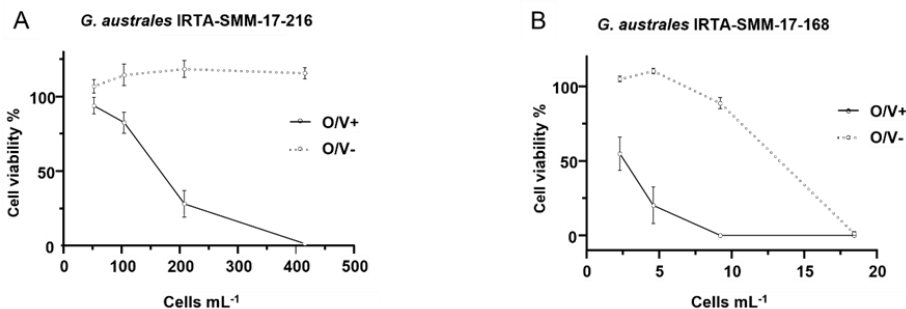 A
G. australes IRTA-SMM-17-216
Cell viability %
100
50
0
0 100 200 300 400 500
Cells mL-1
O/V+
O/V-
B
G. australes IRTA-SMM-17-168
Cell viability %
100
50
0
0 5 10 15 20
Cells mL-1
O/V+
O/V-